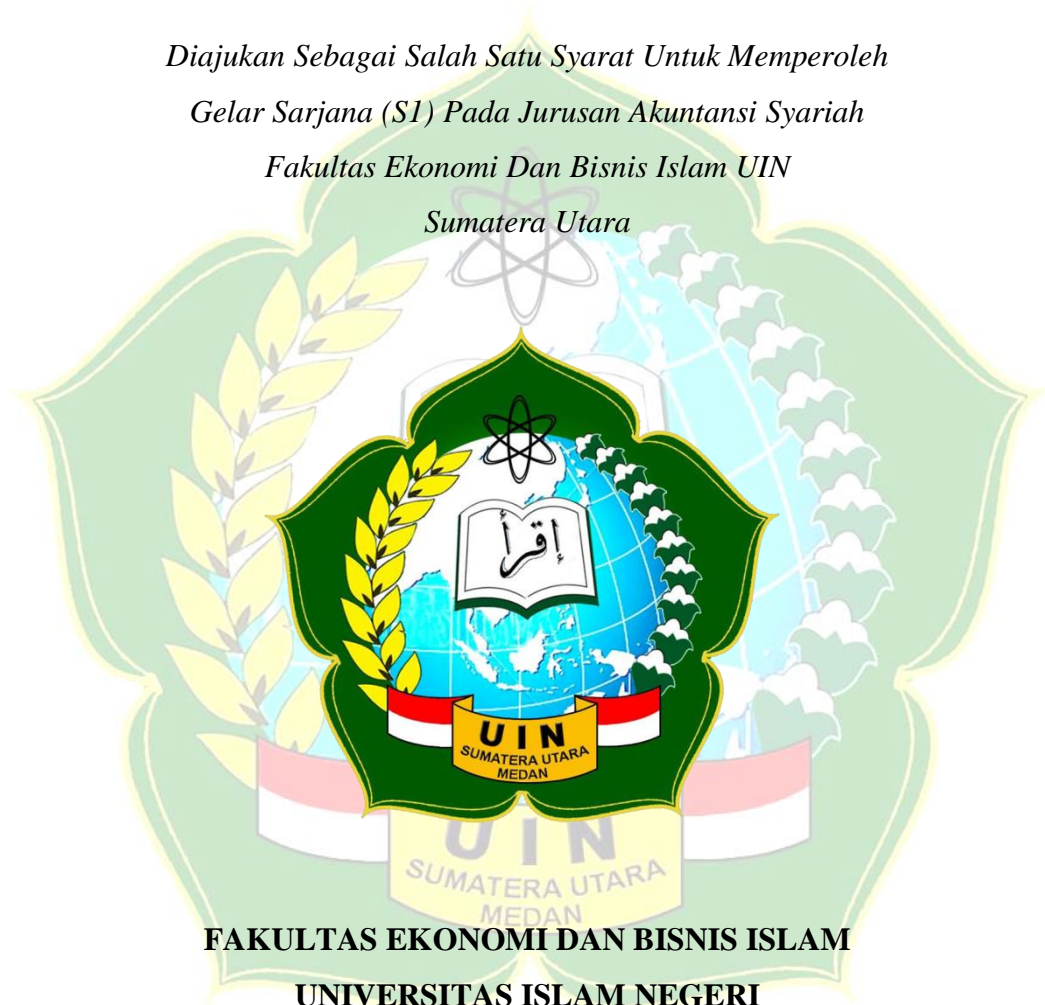 Diajukan Sebagai Salah Satu Syarat Untuk Memperoleh
Gelar Sarjana (S1) Pada Jurusan Akuntansi Syariah
Fakultas Ekonomi Dan Bisnis Islam UIN
Sumatera Utara
إقرأ
UIN
SUMATERA UTARA
MEDAN
UIN
SUMATERA UTARA
MEDAN
FAKULTAS EKONOMI DAN BISNIS ISLAM
UNIVERSITAS ISLAM NEGERI